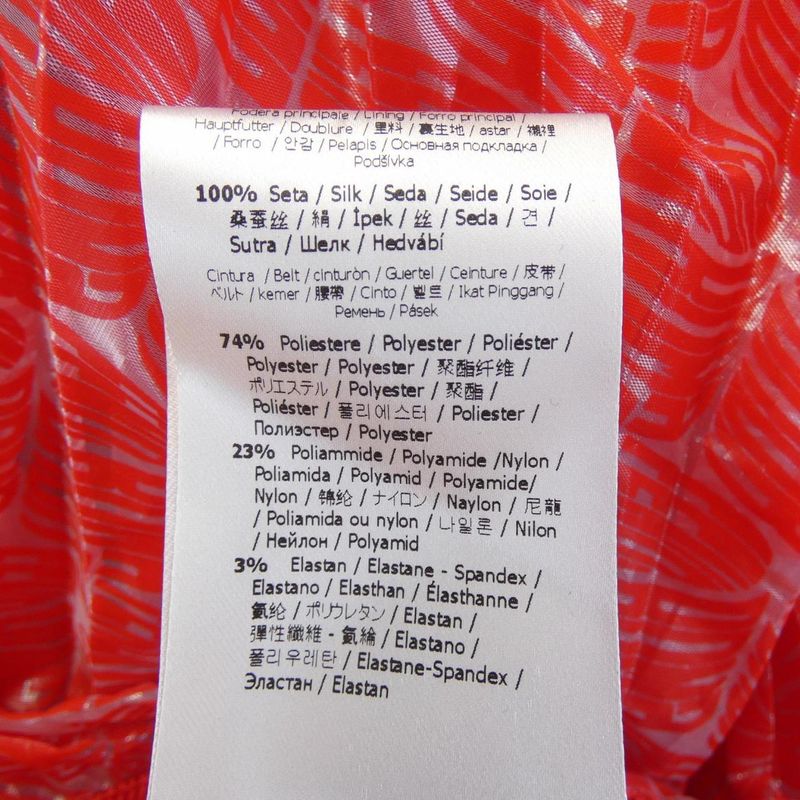 Fodera principale / Lining / Forro principal /
Hauptfutter / Doublure / 里料 / 裏生地 / astar / 襯裡
/ Forro / 안감 / Pelapis / Основная подкладка /
Podšívka
100% Seta / Silk / Seda / Seide / Soie /
桑蚕丝 / 絹 / İpek / 丝 / Seda / 견 /
Sutra / Шелк / Hedvábí
Cintura / Belt / cinturòn / Guertel / Ceinture / 皮带 /
ベルト / kemer / 腰帶 / Cinto / 벨트 / Ikat Pinggang /
Ремень / Pásek
74% Poliestere / Polyester / Poliéster /
Polyester / Polyester / 聚酯纤维 /
ポリエステル / Polyester / 聚酯 /
Poliéster / 폴리에스터 / Poliester /
Полиэстер / Polyester
23% Poliammide / Polyamide /Nylon /
Poliamida / Polyamid / Polyamide/
Nylon / 锦纶 / ナイロン / Naylon / 尼龍
/ Poliamida ou nylon / 나일론 / Nilon
/ Нейлон / Polyamid
3% Elastan / Elastane - Spandex /
Elastano / Elasthan / Élasthanne /
氨纶 / ポリウレタン / Elastan /
彈性纖維 - 氨綸 / Elastano /
폴리우레탄 / Elastane-Spandex /
Эластан / Elastan